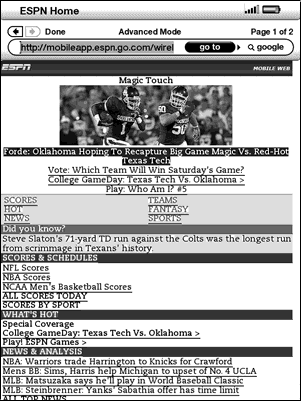 ESPN Home
Done Advanced Mode Page 1 of 2
http://mobileapp.espn.go.com/wirel go to google
ESPN MOBILE WEB
Magic Touch
1 50
Forde: Oklahoma Hoping To Recapture Big Game Magic Vs. Red-Hot
Texas Tech
Vote: Which Team Will Win Saturday's Game?
College GameDay: Texas Tech Vs. Oklahoma >
Play: Who Am I? #5
SCORES TEAMS
HOT FANTASY
NEWS SPORTS
Did you know?
Steve Slaton's 71-yard TD run against the Colts was the longest run
from scrimmage in Texans' history.
SCORES & SCHEDULES
NFL Scores
NBA Scores
NCAA Men's Basketball Scores
ALL SCORES TODAY
SCORES BY SPORT
WHAT'S HOT
Special Coverage
College GameDay: Texas Tech Vs. Oklahoma >
Play! ESPN Games >
NEWS & ANALYSIS
NBA: Warriors trade Harrington to Knicks for Crawford
Mens BB: Sims, Harris help Michigan to upset of No. 4 UCLA
MLB: Matsuzaka says he'll play in World Baseball Classic
MLB: Steinbrenner: Yanks' Sabathia offer has time limit
ALL TOP NEWS